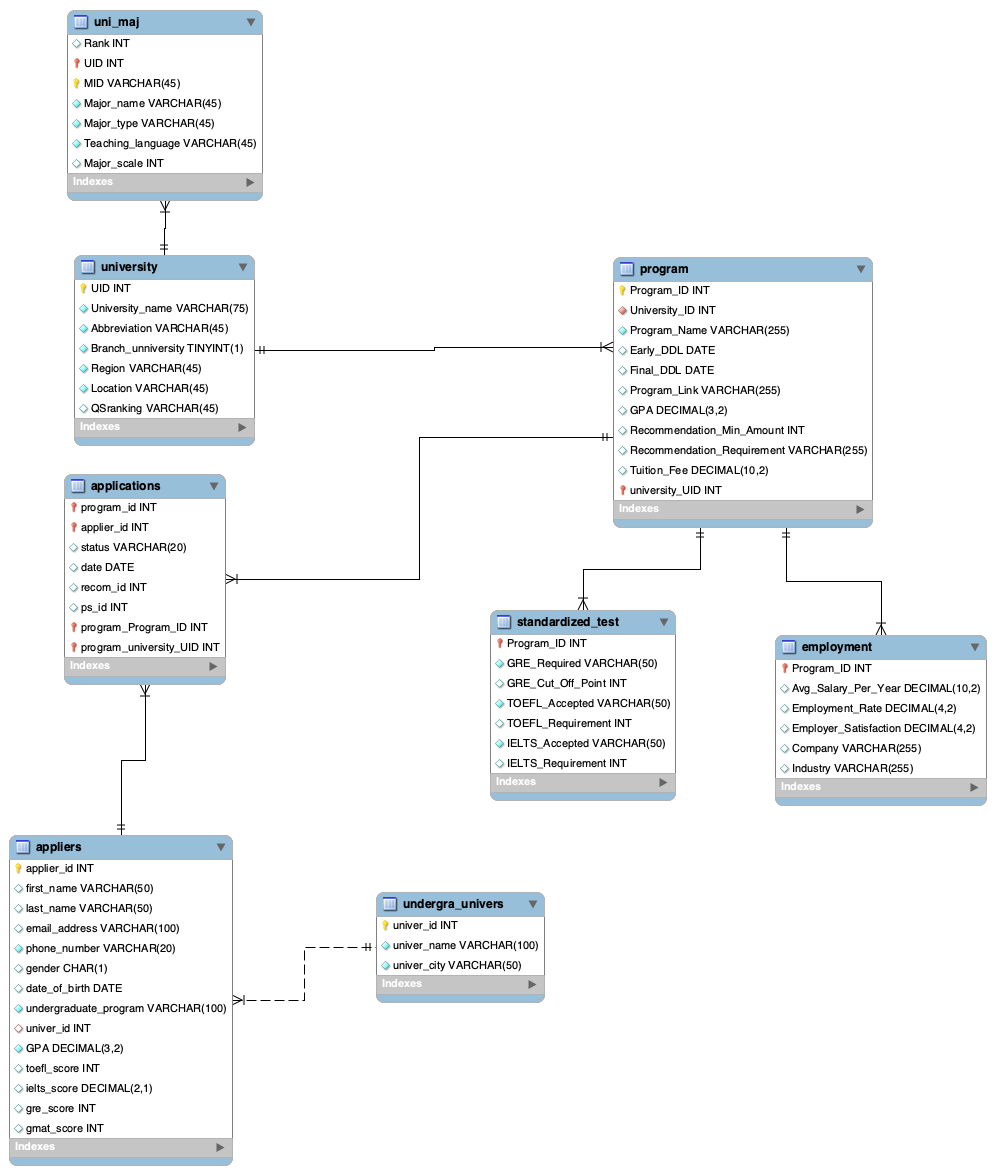 uni_maj
Rank INT
UID INT
MID VARCHAR(45)
Major_name VARCHAR(45)
Major_type VARCHAR(45)
Teaching_language VARCHAR(45)
Major_scale INT
Indexes
university
UID INT
University_name VARCHAR(75)
Abbreviation VARCHAR(45)
Branch_unniversity TINYINT(1)
Region VARCHAR(45)
Location VARCHAR(45)
QSranking VARCHAR(45)
Indexes
program
Program_ID INT
University_ID INT
Program_Name VARCHAR(255)
Early_DDL DATE
Final_DDL DATE
Program_Link VARCHAR(255)
GPA DECIMAL(3,2)
Recommendation_Min_Amount INT
Recommendation_Requirement VARCHAR(255)
Tuition_Fee DECIMAL(10,2)
university_UID INT
Indexes
applications
program_id INT
applier_id INT
status VARCHAR(20)
date DATE
recom_id INT
ps_id INT
program_Program_ID INT
program_university_UID INT
Indexes
standardized_test
Program_ID INT
GRE_Required VARCHAR(50)
GRE_Cut_Off_Point INT
TOEFL_Accepted VARCHAR(50)
TOEFL_Requirement INT
IELTS_Accepted VARCHAR(50)
IELTS_Requirement INT
Indexes
employment
Program_ID INT
Avg_Salary_Per_Year DECIMAL(10,2)
Employment_Rate DECIMAL(4,2)
Employer_Satisfaction DECIMAL(4,2)
Company VARCHAR(255)
Industry VARCHAR(255)
Indexes
appliers
applier_id INT
first_name VARCHAR(50)
last_name VARCHAR(50)
email_address VARCHAR(100)
phone_number VARCHAR(20)
gender CHAR(1)
date_of_birth DATE
undergraduate_program VARCHAR(100)
univer_id INT
GPA DECIMAL(3,2)
toefl_score INT
ielts_score DECIMAL(2,1)
gre_score INT
gmat_score INT
Indexes
undergra_univers
univer_id INT
univer_name VARCHAR(100)
univer_city VARCHAR(50)
Indexes